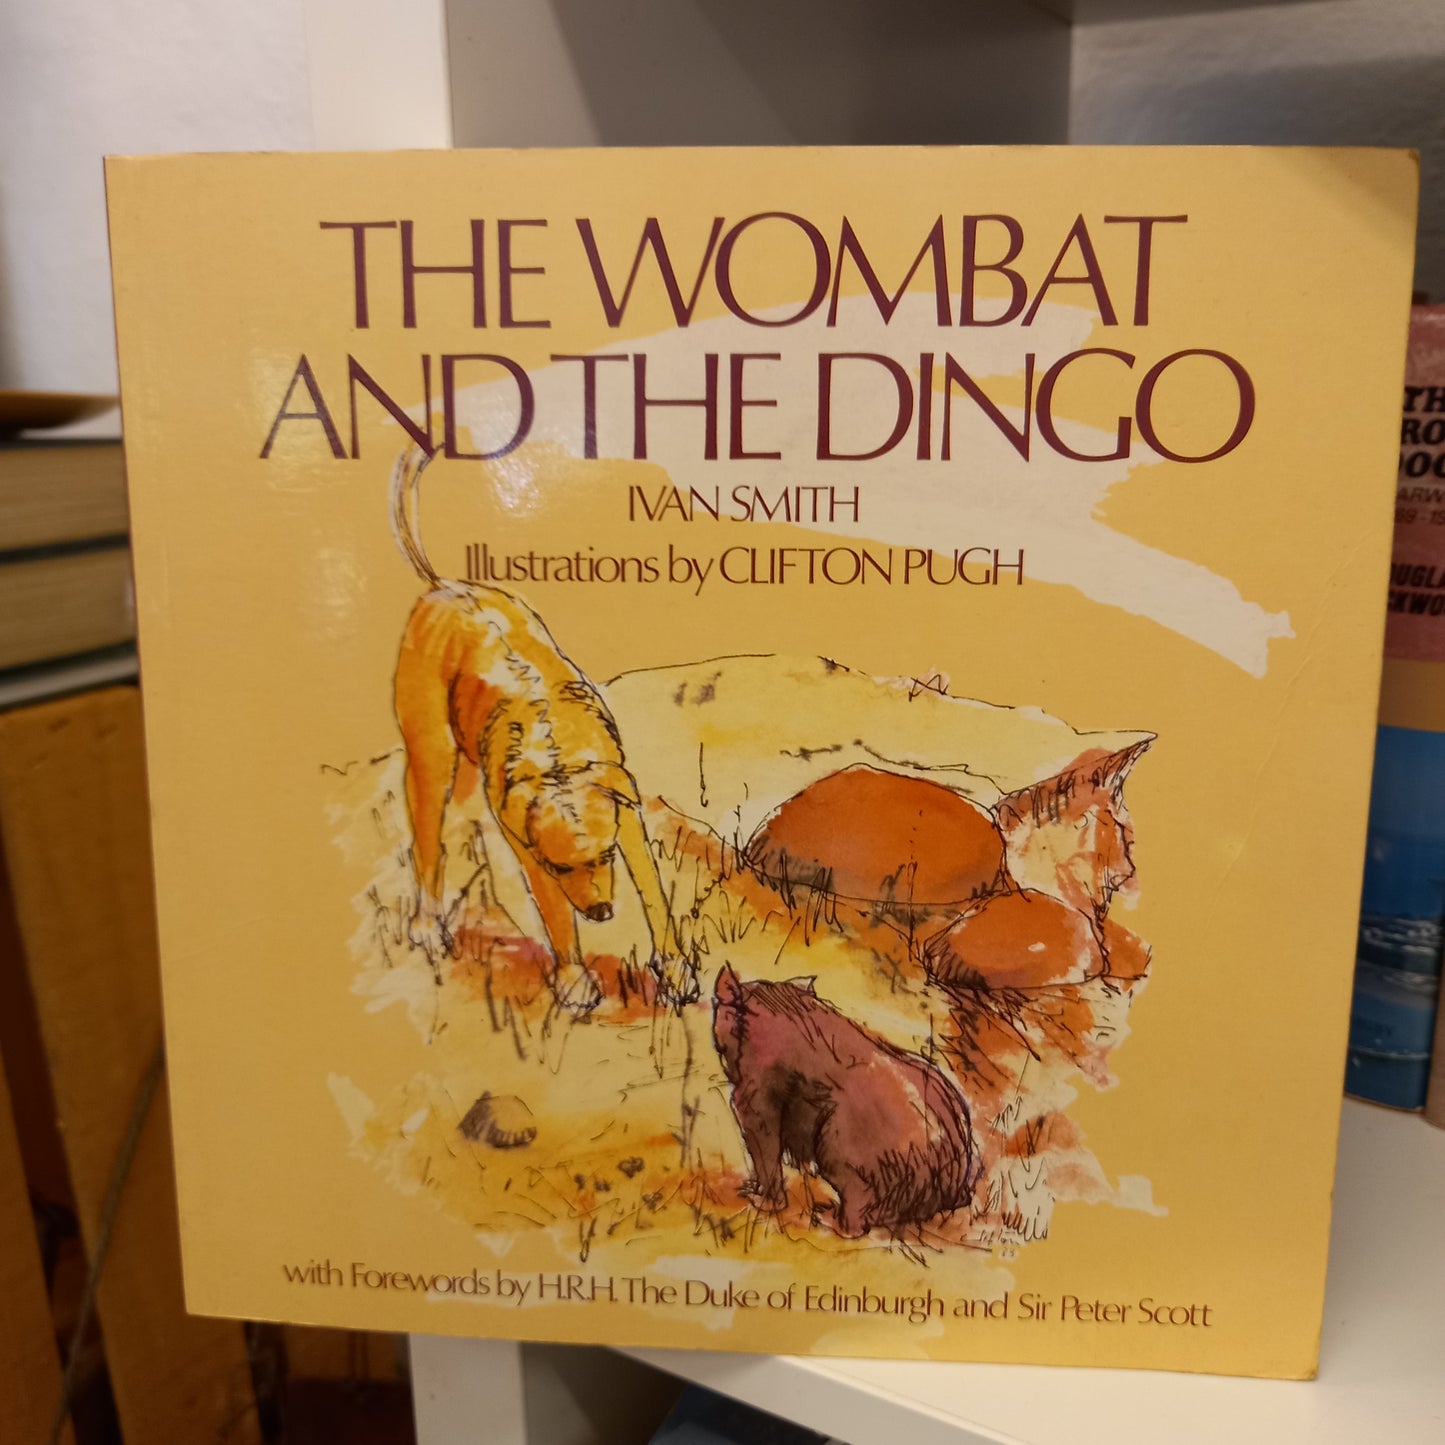 THE WOMBAT
AND THE DINGO
IVAN SMITH
Illustrations by CLIFTON PUGH
with Forewords by H.R.H. The Duke of Edinburgh and Sir Peter Scott